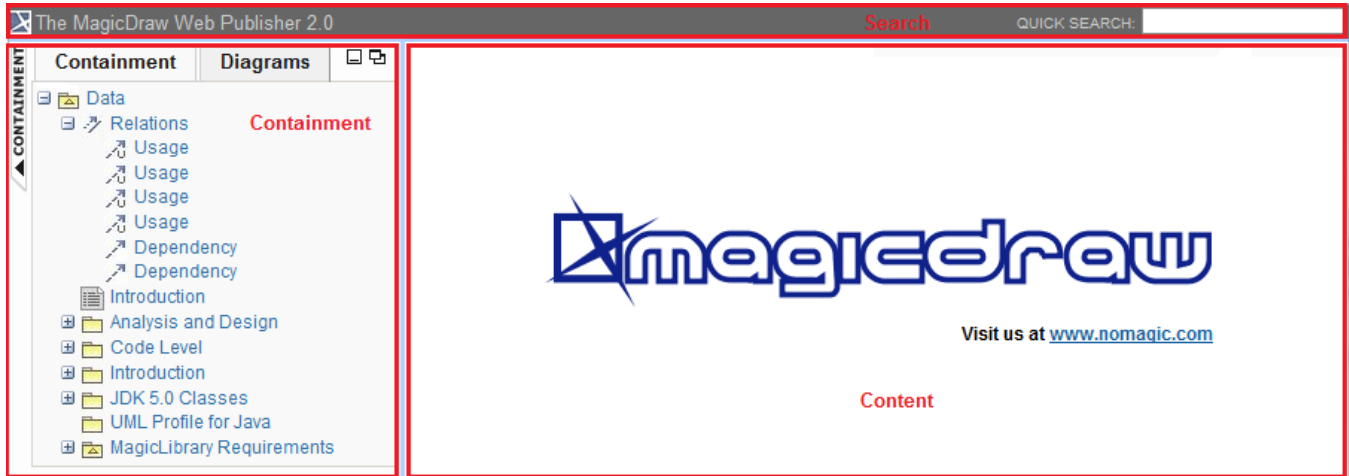 The MagicDraw Web Publisher 2.0 Search QUICK SEARCH:
CONTAINMENT
Containment Diagrams
Data
Relations Containment
Usage
Usage
Usage
Usage
Dependency
Dependency
Introduction
Analysis and Design
Code Level
Introduction
JDK 5.0 Classes
UML Profile for Java
MagicLibrary Requirements
magicdraw
Visit us at www.nomagic.com
Content